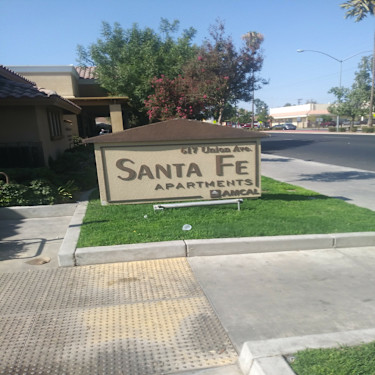 617 Union Ave.
SANTA FE
APARTMENTS
AMCAL